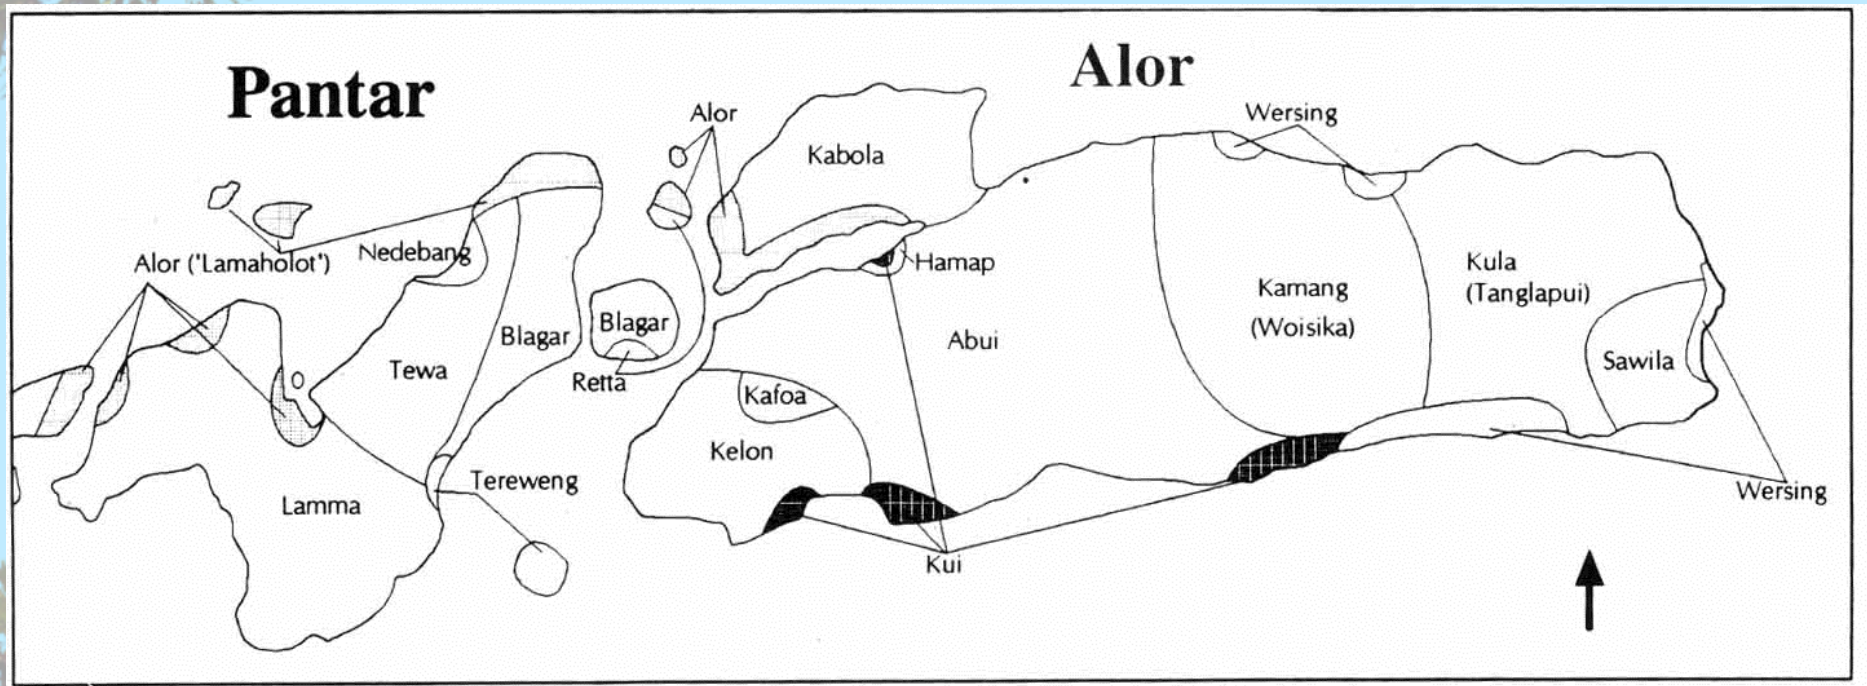 Pantar
Alor
Alor
Wersing
Kabola
Alor ('Lamaholot')
Nedebang
Hamap
Kula
(Tanglapui)
Kamang
(Woisika)
Blagar
Blagar
Abui
Tewa
Retta
Kafoa
Sawila
Kelon
Tereweng
Lamma
Wersing
Kui